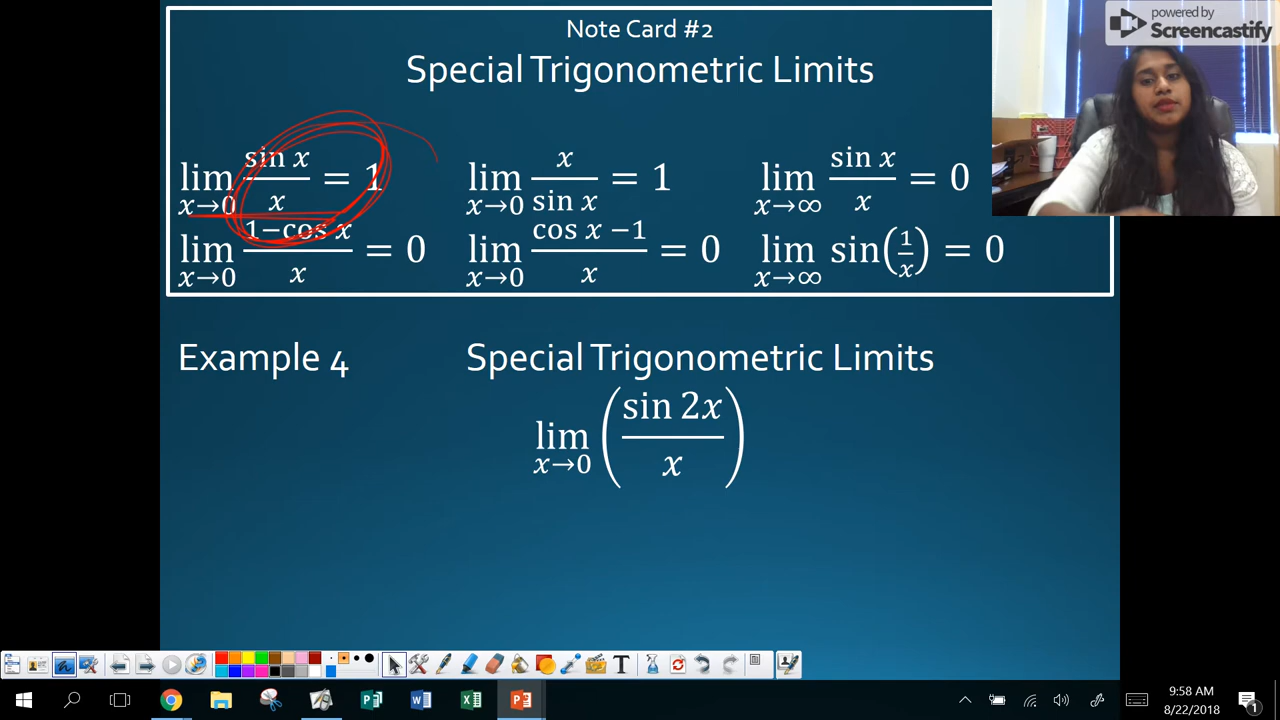 powered by
Screencastify
Note Card #2
Special Trigonometric Limits
lim x→0 sin x / x = 1
lim x→0 x / sin x = 1
lim x→∞ sin x / x = 0
lim x→0 1−cos x / x = 0
lim x→0 cos x −1 / x = 0
lim x→∞ sin(1/x) = 0
Example 4
Special Trigonometric Limits
lim x→0 (sin 2x / x)
9:58 AM
8/22/2018